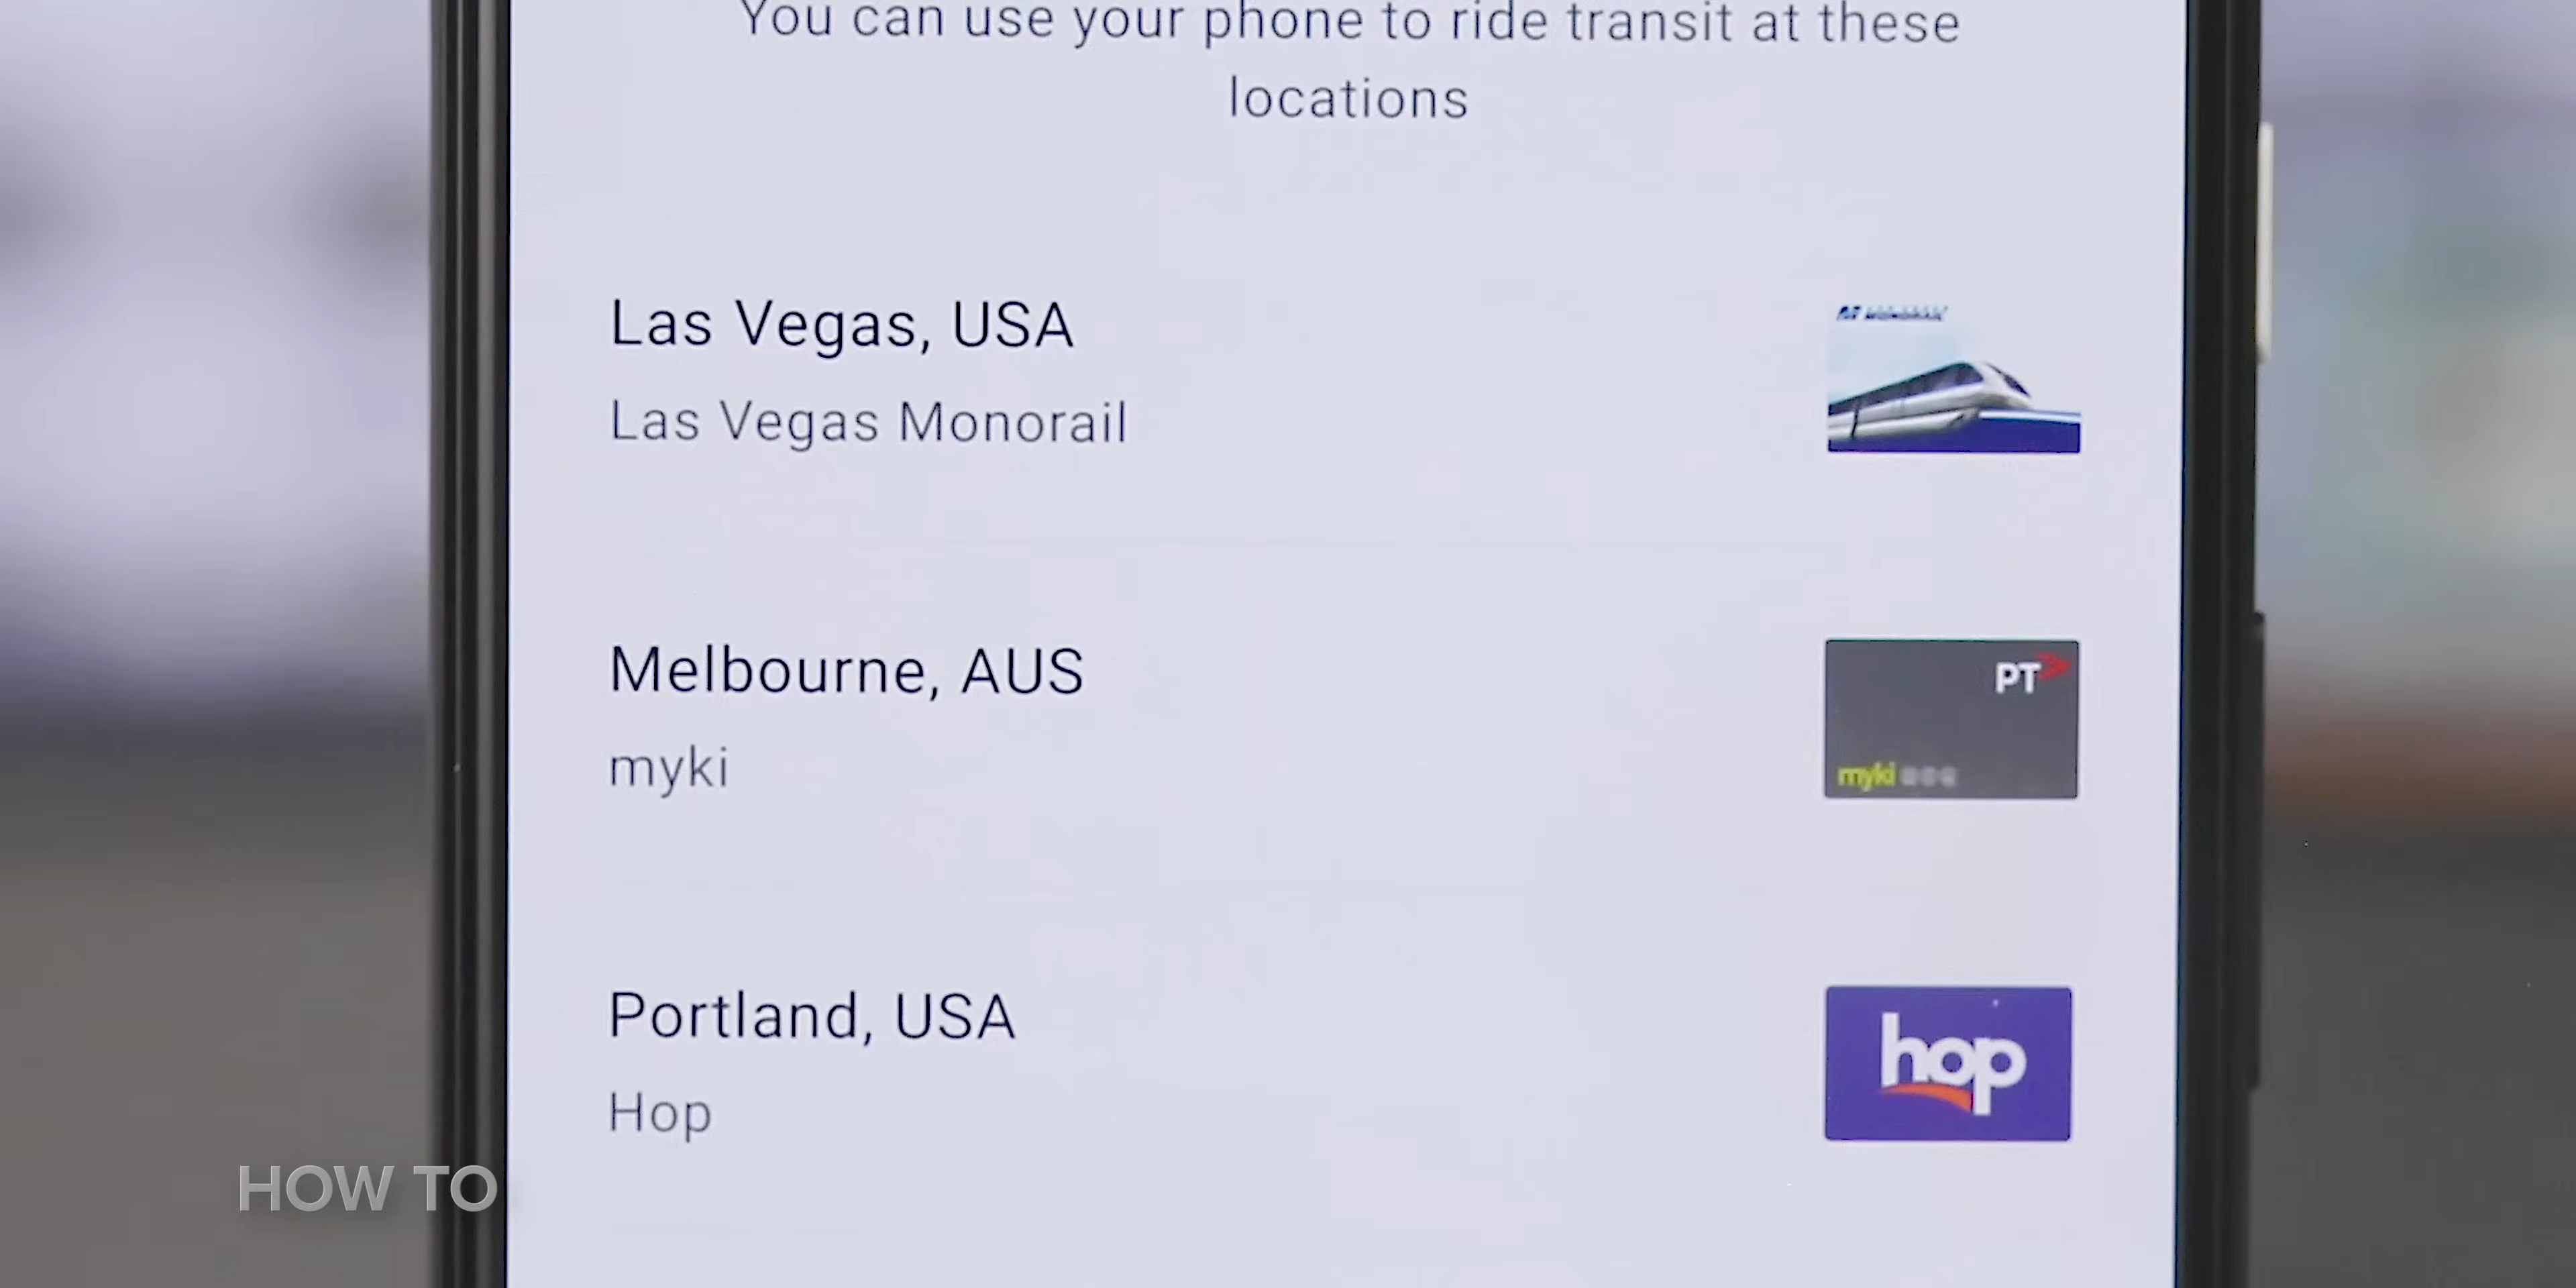 You can use your phone to ride transit at these
locations
Las Vegas, USA
Las Vegas Monorail
MONORAIL
Melbourne, AUS
myki
PT
myki
Portland, USA
Hop
hop
HOW TO